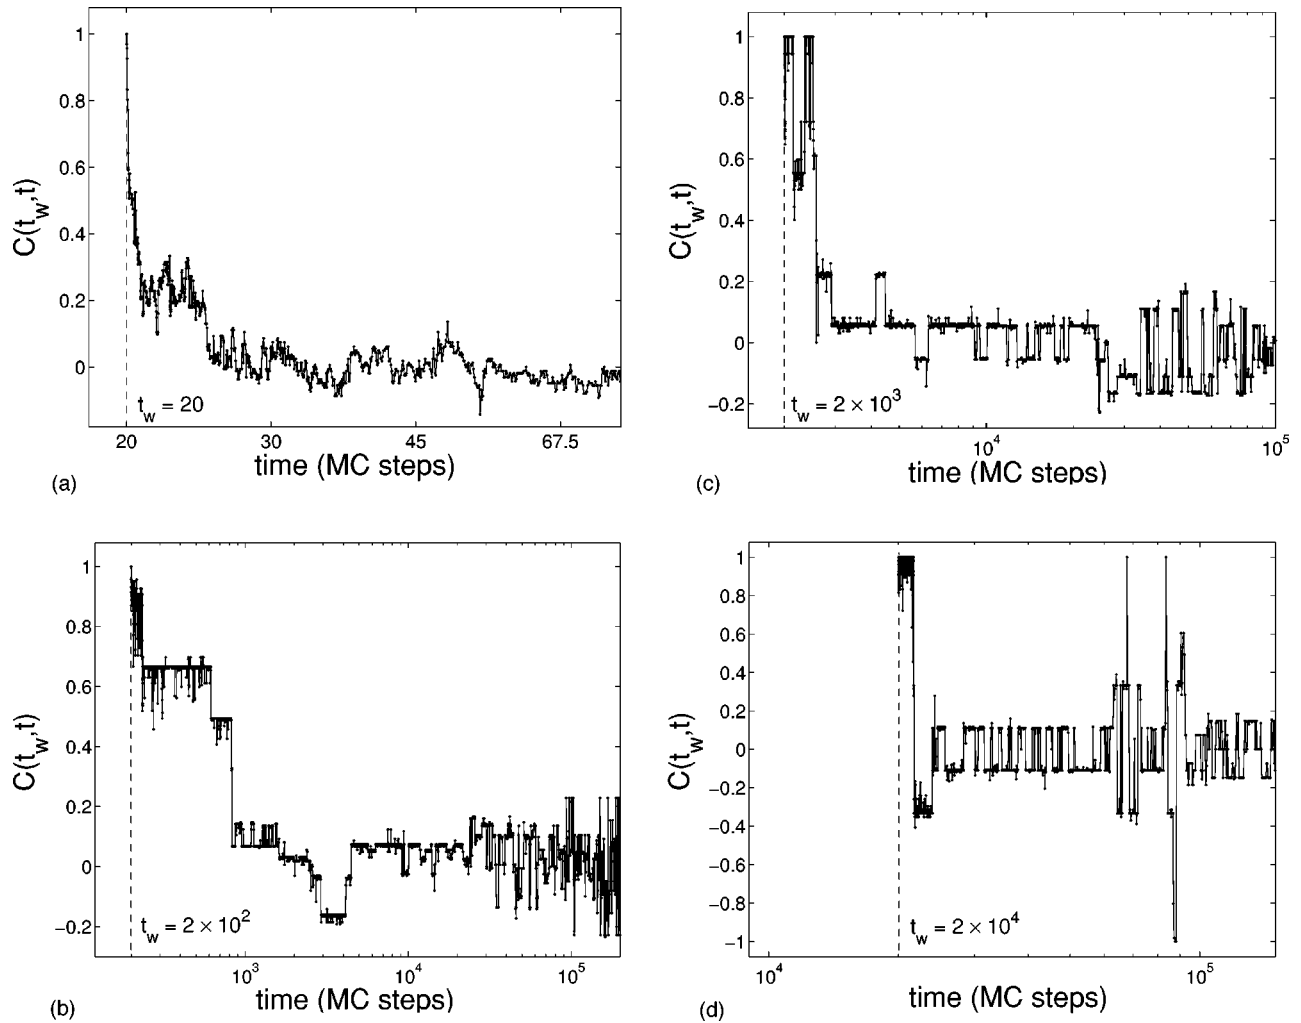 1
0.8
0.6
0.4
0.2
0
C(t_w,t)
t_w = 20
20 30 45 67.5
time (MC steps)
(a)
1
0.8
0.6
0.4
0.2
0
−0.2
C(t_w,t)
t_w = 2 × 10^3
10^4 10^5
time (MC steps)
(c)
1
0.8
0.6
0.4
0.2
0
−0.2
C(t_w,t)
t_w = 2 × 10^2
10^3 10^4 10^5
time (MC steps)
(b)
1
0.8
0.6
0.4
0.2
0
−0.2
−0.4
−0.6
−0.8
−1
C(t_w,t)
t_w = 2 × 10^4
10^4 10^5
time (MC steps)
(d)